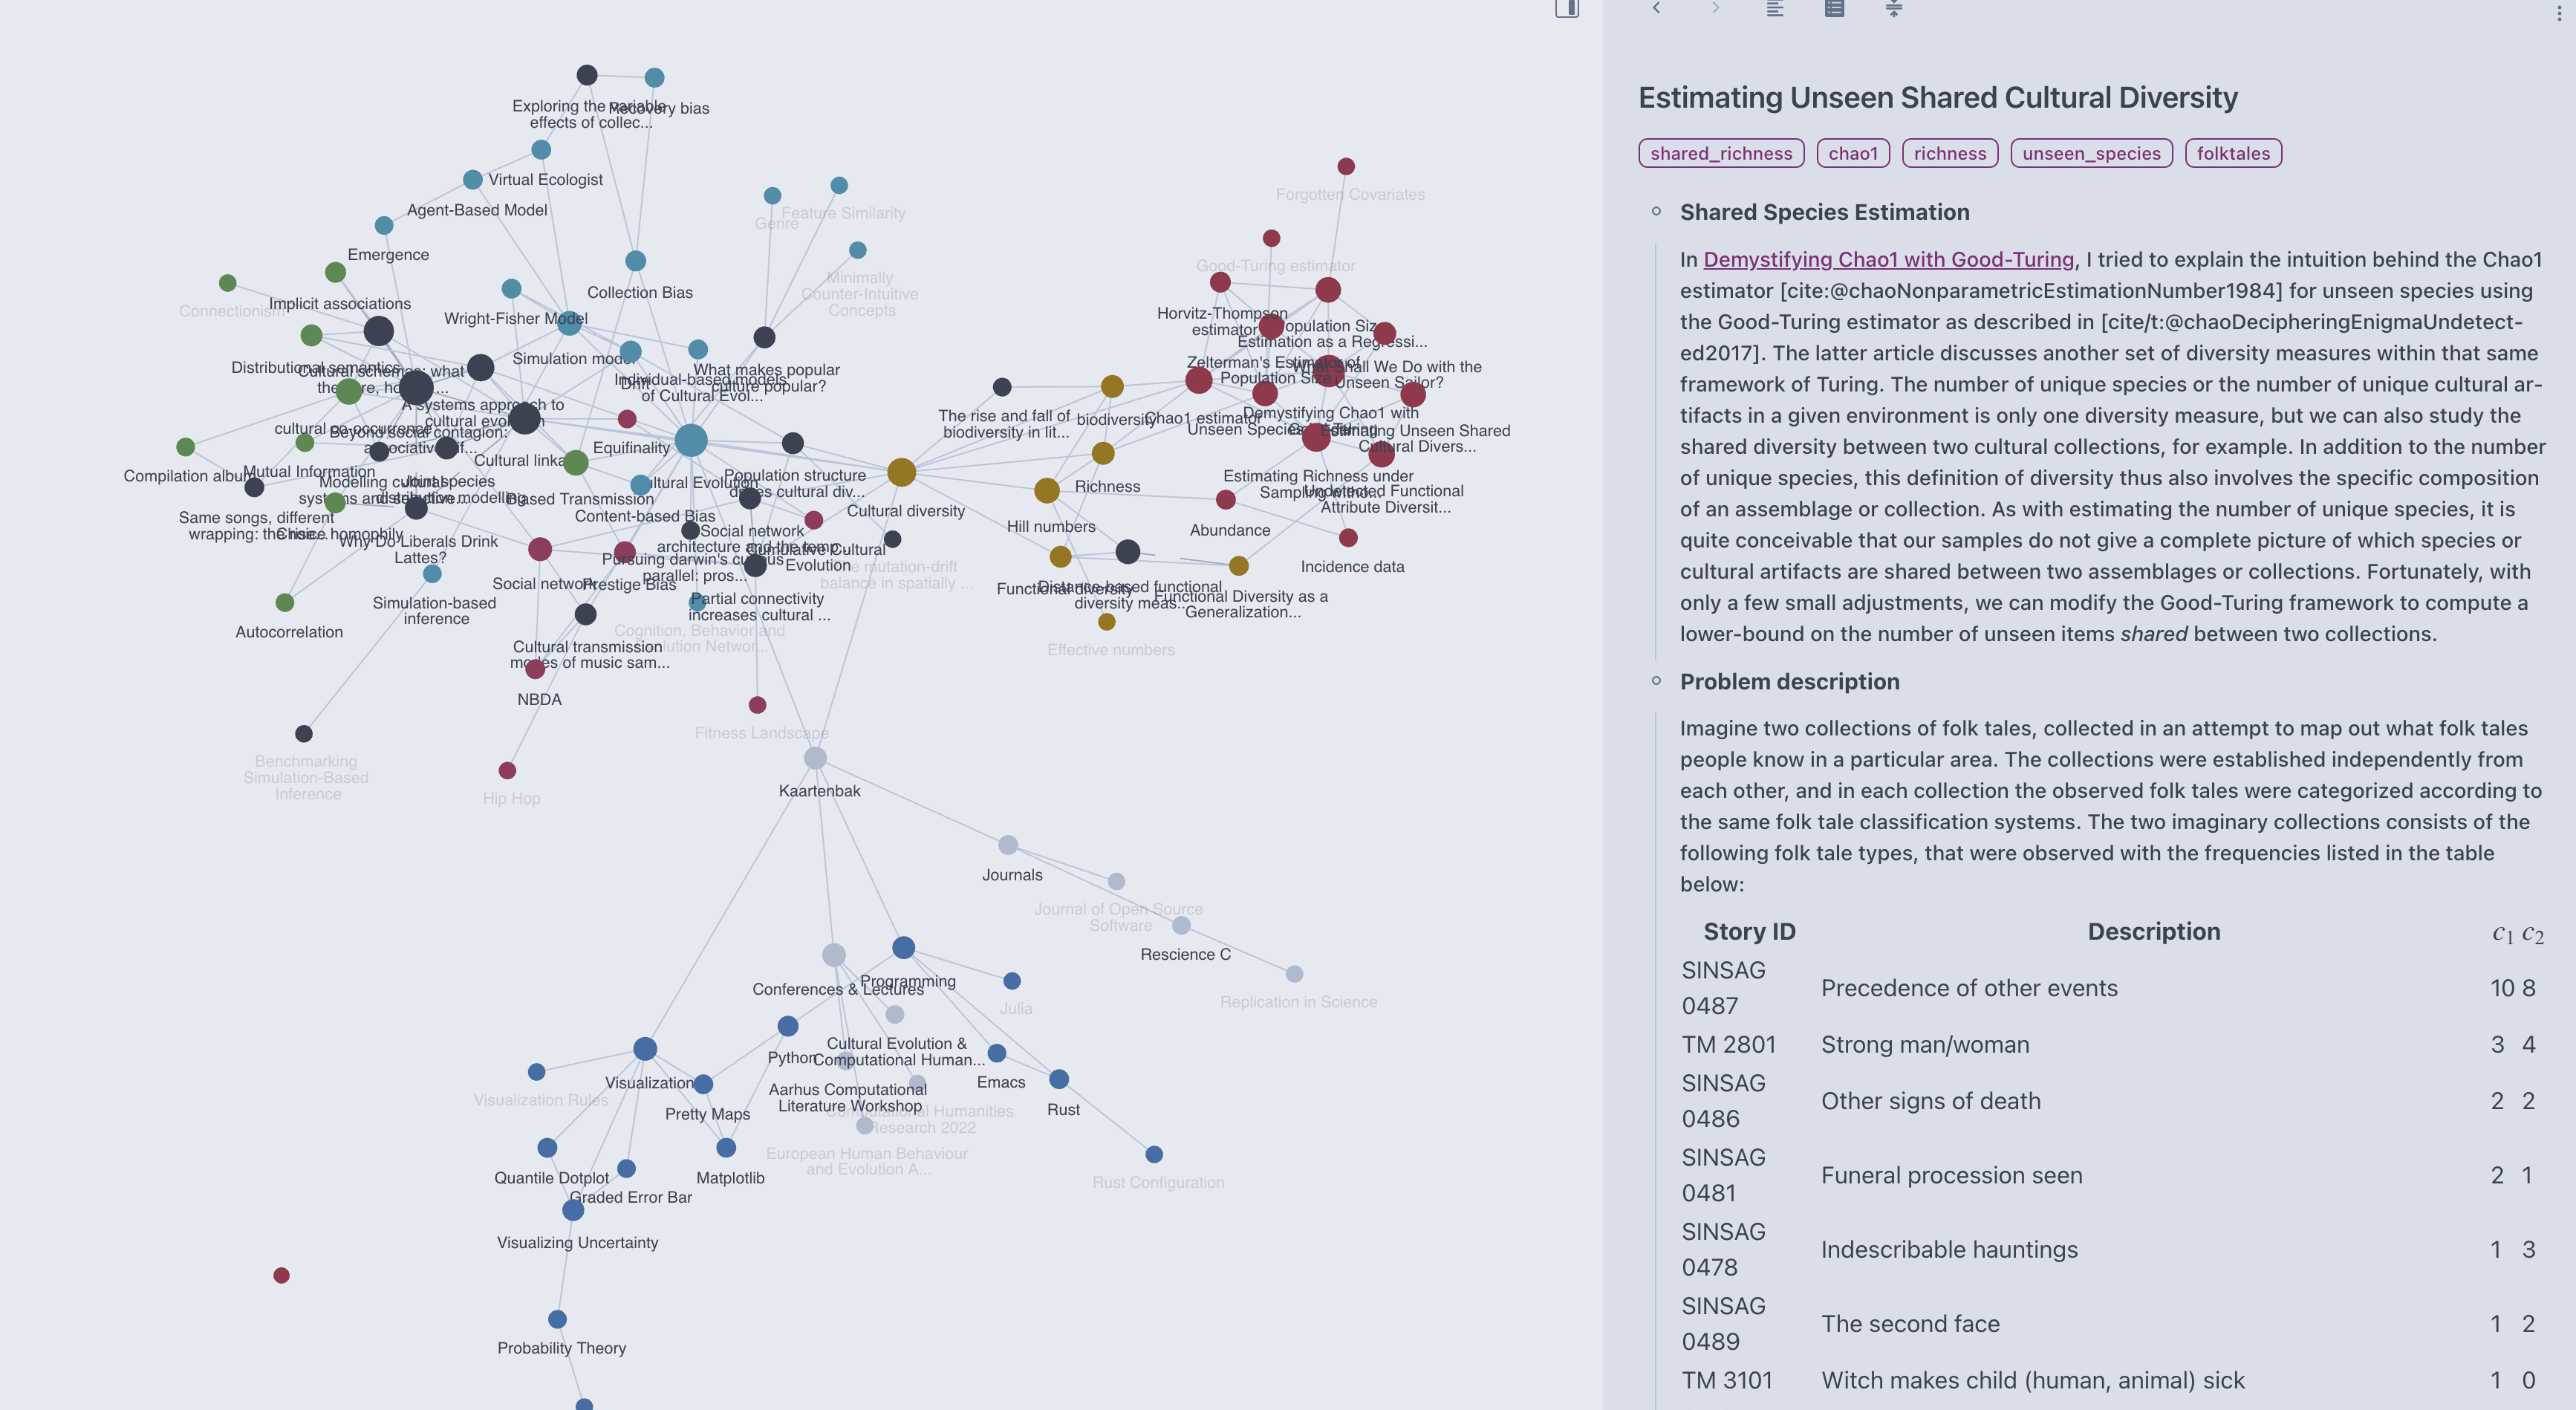 Exploring the variable
effects of collec...
Recovery bias
Virtual Ecologist
Agent-Based Model
Emergence
Genre
Feature Similarity
Minimally
Counter-Intuitive
Concepts
Collection Bias
Connectionism
Implicit associations
Wright-Fisher Model
Simulation
Distributional semantics
Cultural schemas: what
What makes popular
culture popular?
Individual-based models
of Cultural Evol...
Drift
A systems approach to
cultural
cultural co-occurrence
Beyond social contagion:
Equifinality
Cultural
Compilation album
Mutual Information
Modelling
Joint species
distribution modelling
Biased Transmission
Content-based Bias
Cultural Evolution
Population structure
cultural div...
Cultural diversity
Same songs, different
wrapping: the
homophily
Why Do Liberals Drink
Lattes?
Social network
architecture and the
Cumulative Cultural
Evolution
mutation-drift
balance in spatially ...
Pursuing darwin's curious
parallel: pros...
Social network
Prestige Bias
Simulation-based
inference
Autocorrelation
Partial connectivity
increases cultural ...
Cognition, Behavior and
Evolution Networ...
Cultural transmission
modes of music sam...
NBDA
Fitness Landscape
Benchmarking
Simulation-Based
Inference
Hip Hop
Forgotten Covariates
Good-Turing estimator
Horvitz-Thompson
estimator
Population Size
Estimation as a Regressi...
Zelterman's Estimator of
Population Size
What Shall We Do with the
Unseen Sailor?
The rise and fall of
biodiversity in lit...
biodiversity
Chao1 estimator
Demystifying Chao1 with
Unseen Species
Estimating Unseen Shared
Cultural Divers...
Richness
Estimating Richness under
Sampling
Undetected Functional
Attribute Diversit...
Hill numbers
Abundance
Incidence data
Functional diversity
Distance-based functional
diversity meas...
Functional Diversity as a
Generalization...
Effective numbers
Kaartenbak
Journals
Journal of Open Source
Software
Rescience C
Replication in Science
Programming
Conferences & Lectures
Julia
Cultural Evolution &
Computational Human...
Python
Emacs
Aarhus Computational
Literature Workshop
Computational Humanities
Research 2022
Rust
European Human Behaviour
and Evolution A...
Rust Configuration
Visualization
Visualization Rules
Pretty Maps
Quantile Dotplot
Matplotlib
Graded Error Bar
Visualizing Uncertainty
Probability Theory
Estimating Unseen Shared Cultural Diversity
shared_richness chao1 richness unseen_species folktales
Shared Species Estimation
In Demystifying Chao1 with Good-Turing, I tried to explain the intuition behind the Chao1
estimator [cite:@chaoNonparametricEstimationNumber1984] for unseen species using
the Good-Turing estimator as described in [cite/t:@chaoDecipheringEnigmaUndetect-
ed2017]. The latter article discusses another set of diversity measures within that same
framework of Turing. The number of unique species or the number of unique cultural ar-
tifacts in a given environment is only one diversity measure, but we can also study the
shared diversity between two cultural collections, for example. In addition to the number
of unique species, this definition of diversity thus also involves the specific composition
of an assemblage or collection. As with estimating the number of unique species, it is
quite conceivable that our samples do not give a complete picture of which species or
cultural artifacts are shared between two assemblages or collections. Fortunately, with
only a few small adjustments, we can modify the Good-Turing framework to compute a
lower-bound on the number of unseen items shared between two collections.
Problem description
Imagine two collections of folk tales, collected in an attempt to map out what folk tales
people know in a particular area. The collections were established independently from
each other, and in each collection the observed folk tales were categorized according to
the same folk tale classification systems. The two imaginary collections consists of the
following folk tale types, that were observed with the frequencies listed in the table
below:
Story ID Description c1 c2
SINSAG
0487 Precedence of other events 10 8
TM 2801 Strong man/woman 3 4
SINSAG
0486 Other signs of death 2 2
SINSAG
0481 Funeral procession seen 2 1
SINSAG
0478 Indescribable hauntings 1 3
SINSAG
0489 The second face 1 2
TM 3101 Witch makes child (human, animal) sick 1 0